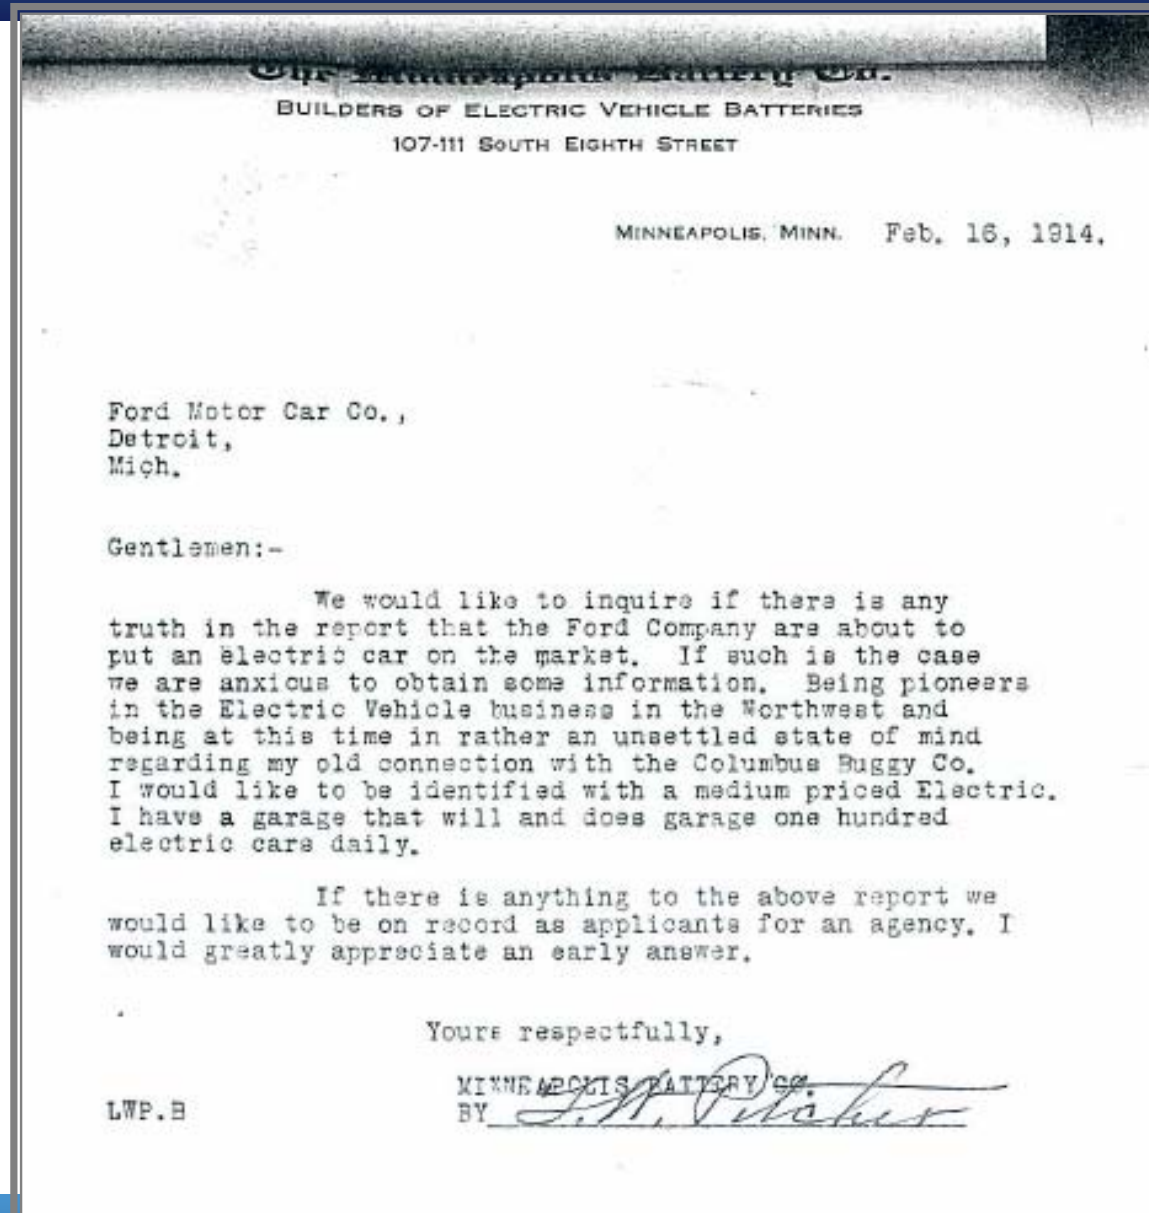 The Minneapolis Battery Co.
BUILDERS OF ELECTRIC VEHICLE BATTERIES
107-111 SOUTH EIGHTH STREET
MINNEAPOLIS, MINN. Feb. 16, 1914.
Ford Motor Car Co.,
Detroit,
Mich.
Gentlemen:-
We would like to inquire if there is any
truth in the report that the Ford Company are about to
put an electric car on the market. If such is the case
we are anxious to obtain some information. Being pioneers
in the Electric Vehicle business in the Northwest and
being at this time in rather an unsettled state of mind
regarding my old connection with the Columbus Buggy Co.
I would like to be identified with a medium priced Electric.
I have a garage that will and does garage one hundred
electric cars daily.
If there is anything to the above report we
would like to be on record as applicants for an agency. I
would greatly appreciate an early answer.
Yours respectfully,
MINNEAPOLIS BATTERY CO.
LWP.B BY L.W. Pitcher